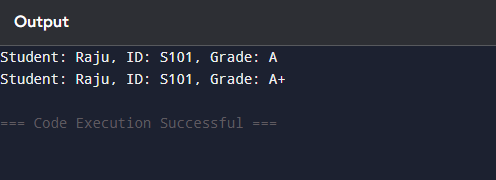 Output
Student: Raju, ID: S101, Grade: A
Student: Raju, ID: S101, Grade: A+
=== Code Execution Successful ===